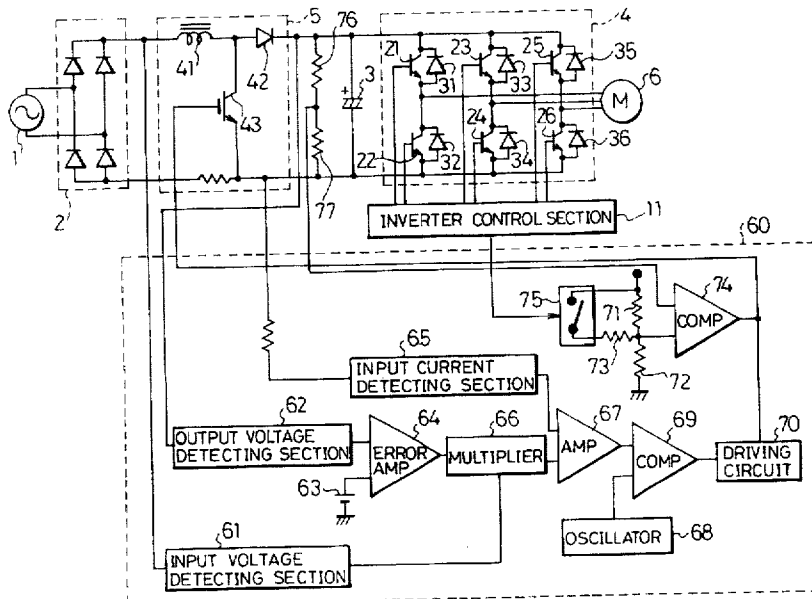 5
76
4
41
42
3
+
21
23
25
35
31
33
6
M
43
1
2
22
32
24
34
26
36
77
INVERTER CONTROL SECTION
11
60
75
71
74
COMP
73
72
65
INPUT CURRENT
DETECTING SECTION
62
OUTPUT VOLTAGE
DETECTING SECTION
64
ERROR
AMP
66
MULTIPLIER
67
AMP
69
COMP
70
DRIVING
CIRCUIT
63
61
INPUT VOLTAGE
DETECTING SECTION
OSCILLATOR
68